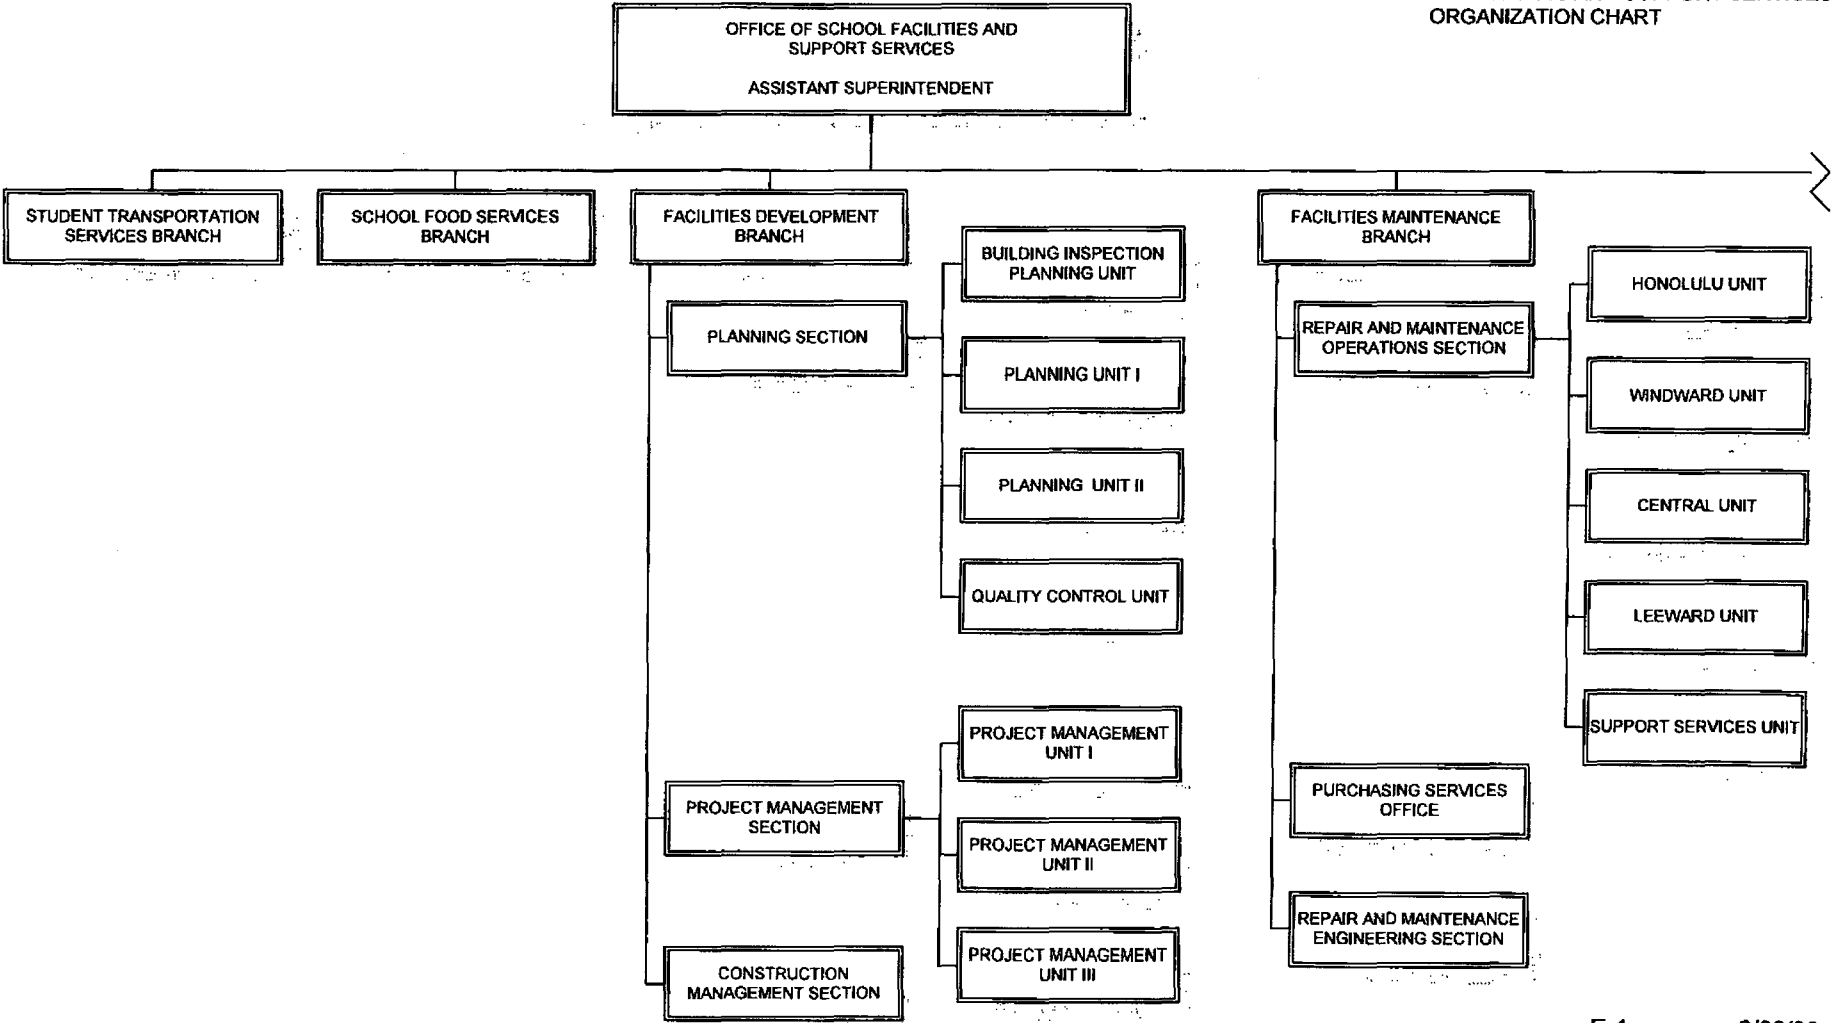 ORGANIZATION CHART
OFFICE OF SCHOOL FACILITIES AND
SUPPORT SERVICES
ASSISTANT SUPERINTENDENT
STUDENT TRANSPORTATION
SERVICES BRANCH
SCHOOL FOOD SERVICES
BRANCH
FACILITIES DEVELOPMENT
BRANCH
FACILITIES MAINTENANCE
BRANCH
PLANNING SECTION
BUILDING INSPECTION
PLANNING UNIT
PLANNING UNIT I
PLANNING UNIT II
QUALITY CONTROL UNIT
PROJECT MANAGEMENT
SECTION
PROJECT MANAGEMENT
UNIT I
PROJECT MANAGEMENT
UNIT II
PROJECT MANAGEMENT
UNIT III
CONSTRUCTION
MANAGEMENT SECTION
REPAIR AND MAINTENANCE
OPERATIONS SECTION
HONOLULU UNIT
WINDWARD UNIT
CENTRAL UNIT
LEEWARD UNIT
SUPPORT SERVICES UNIT
PURCHASING SERVICES
OFFICE
REPAIR AND MAINTENANCE
ENGINEERING SECTION